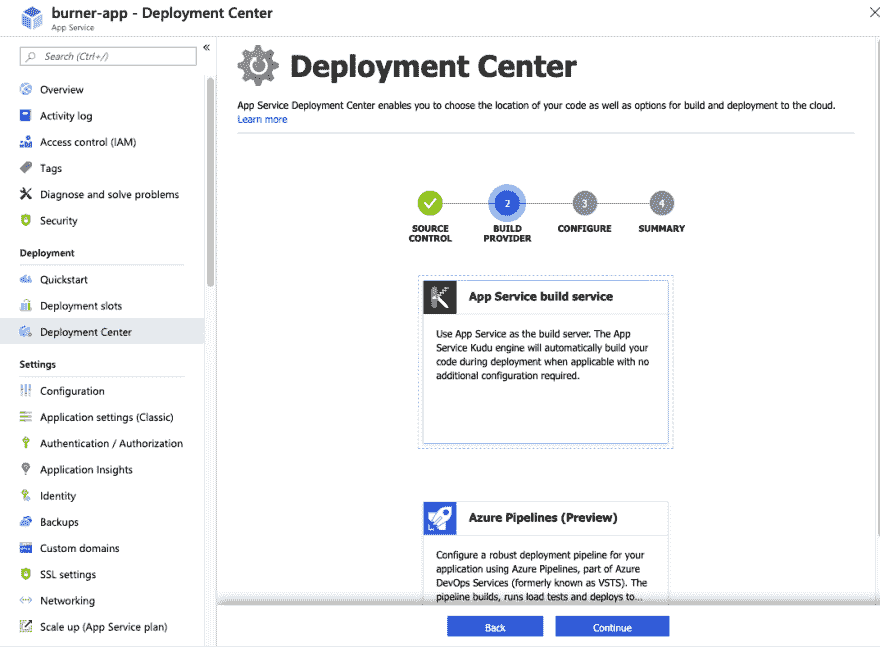 burner-app - Deployment Center
App Service
Search (Ctrl+/)
Overview
Activity log
Access control (IAM)
Tags
Diagnose and solve problems
Security
Deployment
Quickstart
Deployment slots
Deployment Center
Settings
Configuration
Application settings (Classic)
Authentication / Authorization
Application Insights
Identity
Backups
Custom domains
SSL settings
Networking
Scale up (App Service plan)
Deployment Center
App Service Deployment Center enables you to choose the location of your code as well as options for build and deployment to the cloud.
Learn more
2
3
4
SOURCE
CONTROL
BUILD
PROVIDER
CONFIGURE
SUMMARY
App Service build service
Use App Service as the build server. The App
Service Kudu engine will automatically build your
code during deployment when applicable with no
additional configuration required.
Azure Pipelines (Preview)
Configure a robust deployment pipeline for your
application using Azure Pipelines, part of Azure
DevOps Services (formerly known as VSTS). The
pipeline builds, runs load tests and deploys to...
Back
Continue